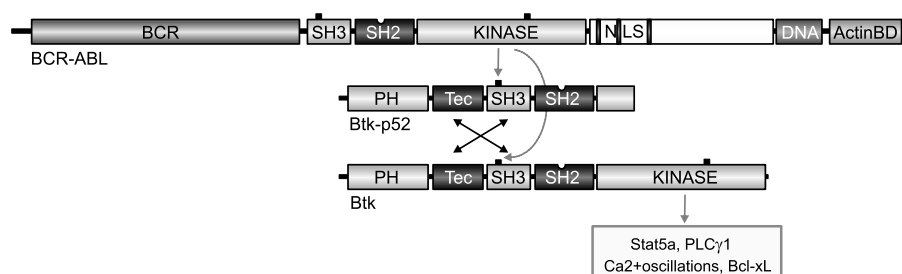 BCR SH3 SH2 KINASE NLS DNA ActinBD
BCR-ABL
PH Tec SH3 SH2
Btk-p52
PH Tec SH3 SH2 KINASE
Btk
Stat5a, PLCγ1
Ca2+oscillations, Bcl-xL